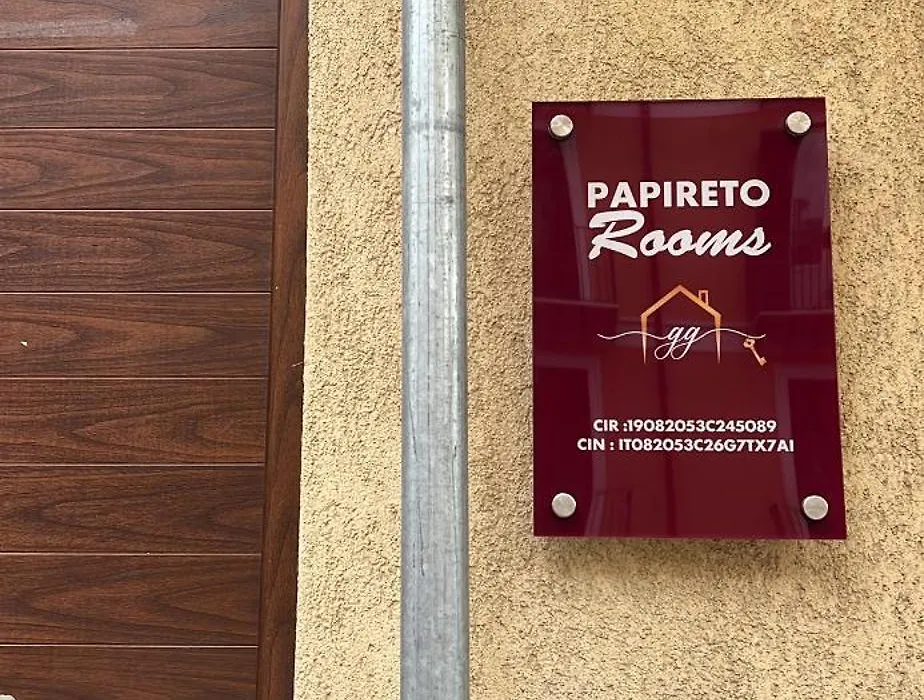 PAPIRETO
Rooms
gg
CIR :19082053C245089
CIN : IT082053C26G7TX7AI